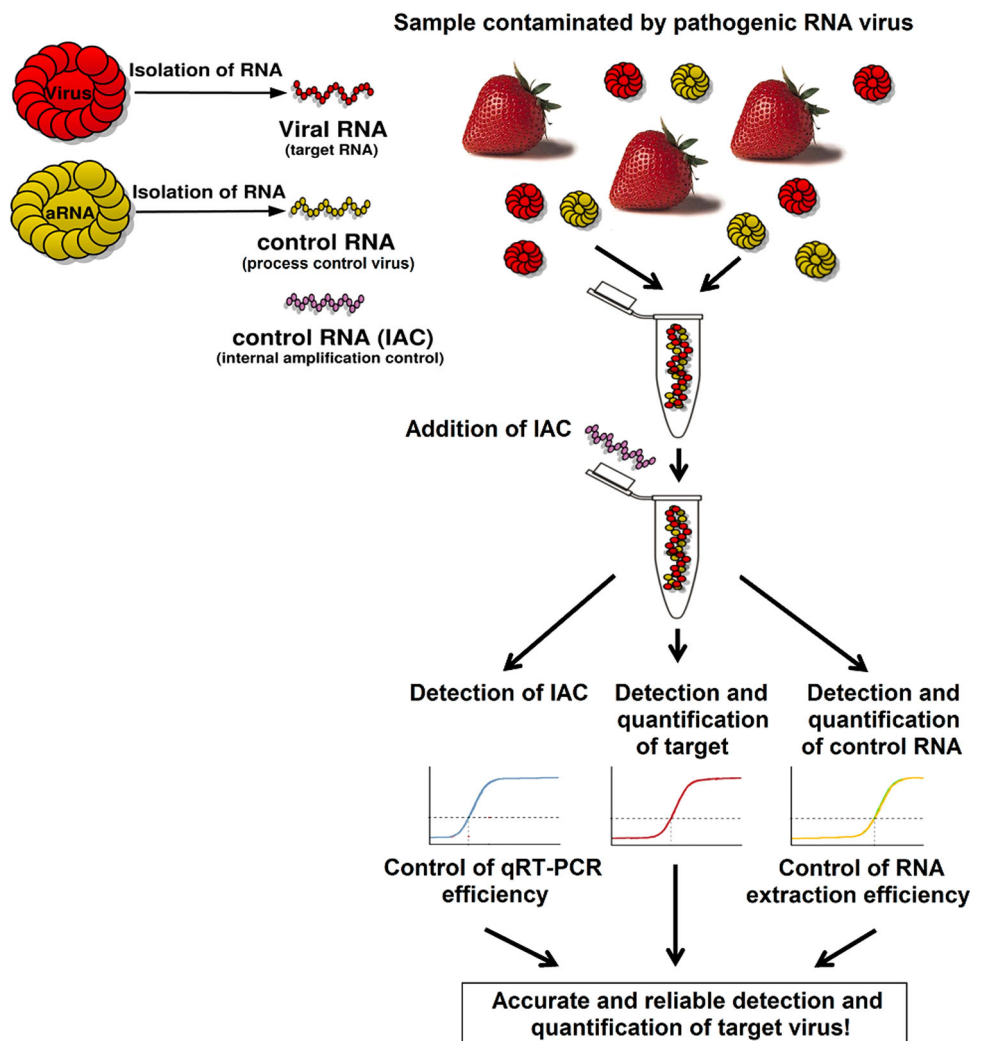 Sample contaminated by pathogenic RNA virus
Virus
Isolation of RNA
Viral RNA
(target RNA)
aRNA
Isolation of RNA
control RNA
(process control virus)
control RNA (IAC)
(internal amplification control)
Addition of IAC
Detection of IAC
Detection and
quantification
of target
Detection and
quantification
of control RNA
Control of qRT-PCR
efficiency
Control of RNA
extraction efficiency
Accurate and reliable detection and
quantification of target virus!